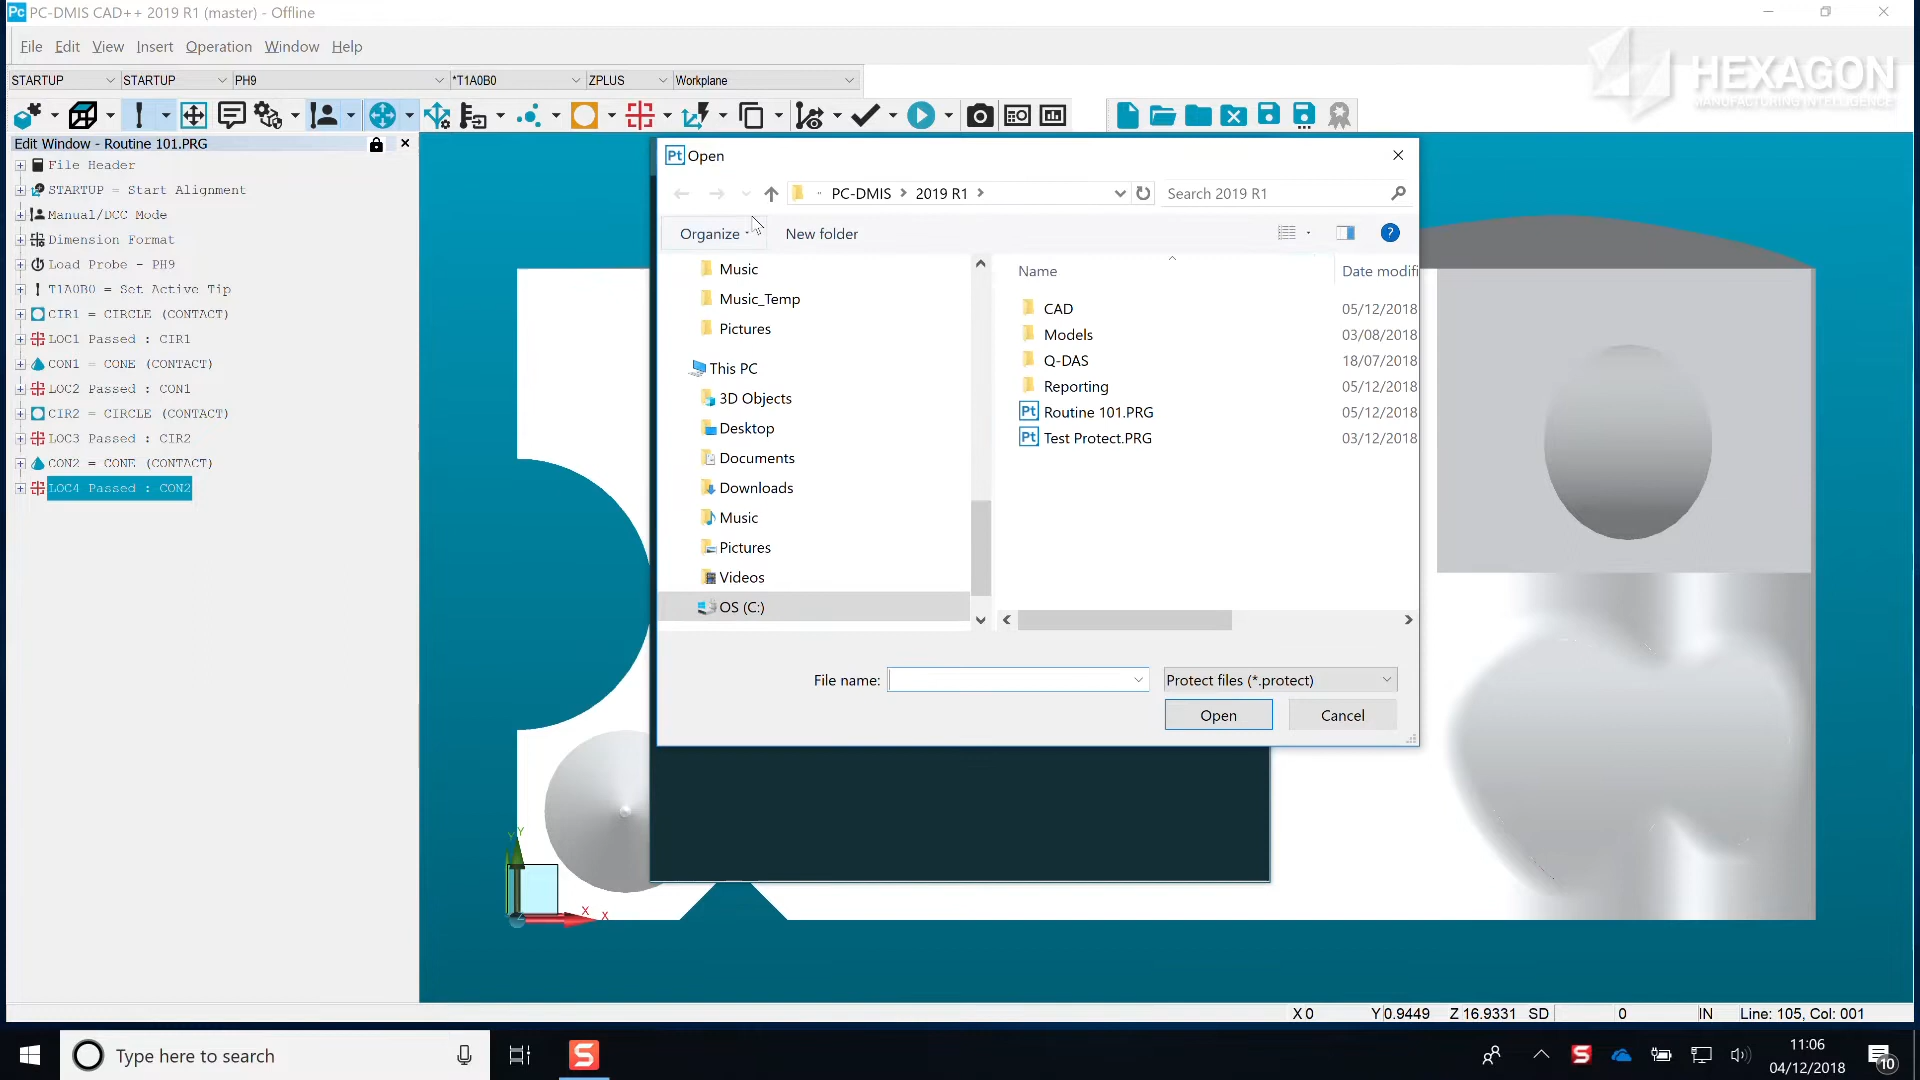 PC-DMIS CAD++ 2019 R1 (master) - Offline
File Edit View Insert Operation Window Help
HEXAGON
MANUFACTURING INTELLIGENCE
STARTUP STARTUP PH9 *T1A0B0 ZPLUS Workplane
Edit Window - Routine 101.PRG
File Header
STARTUP = Start Alignment
Manual/DCC Mode
Dimension Format
Load Probe - PH9
T1A0B0 = Set Active Tip
CIR1 = CIRCLE (CONTACT)
LOC1 Passed : CIR1
CON1 = CONE (CONTACT)
LOC2 Passed : CON1
CIR2 = CIRCLE (CONTACT)
LOC3 Passed : CIR2
CON2 = CONE (CONTACT)
LOC4 Passed : CON2
Pt Open
PC-DMIS 2019 R1
Search 2019 R1
Organize New folder
Music
Music_Temp
Pictures
This PC
3D Objects
Desktop
Documents
Downloads
Music
Pictures
Videos
OS (C:)
Name Date modifi
CAD 05/12/2018
Models 03/08/2018
Q-DAS 18/07/2018
Reporting 05/12/2018
Pt Routine 101.PRG 05/12/2018
Pt Test Protect.PRG 03/12/2018
File name: Protect files (*.protect)
Open Cancel
Y Y
Z
X X
X 0 Y 0.9449 Z 16.9331 SD 0 IN Line: 105, Col: 001
Type here to search
11:06
04/12/2018
10